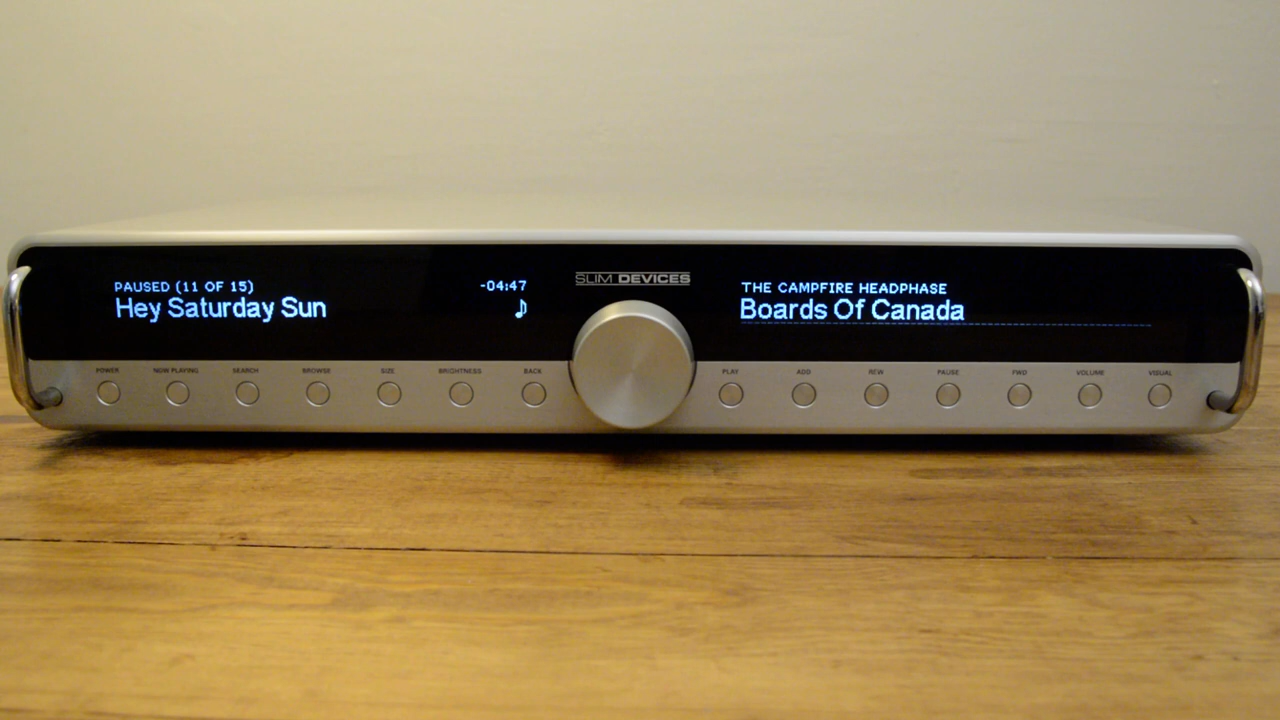 PAUSED (11 OF 15)
Hey Saturday Sun
-04:47
SLIM DEVICES
THE CAMPFIRE HEADPHASE
Boards Of Canada
POWER
NOW PLAYING
SEARCH
BROWSE
SIZE
BRIGHTNESS
BACK
PLAY
ADD
REW
PAUSE
FWD
VOLUME
VISUAL